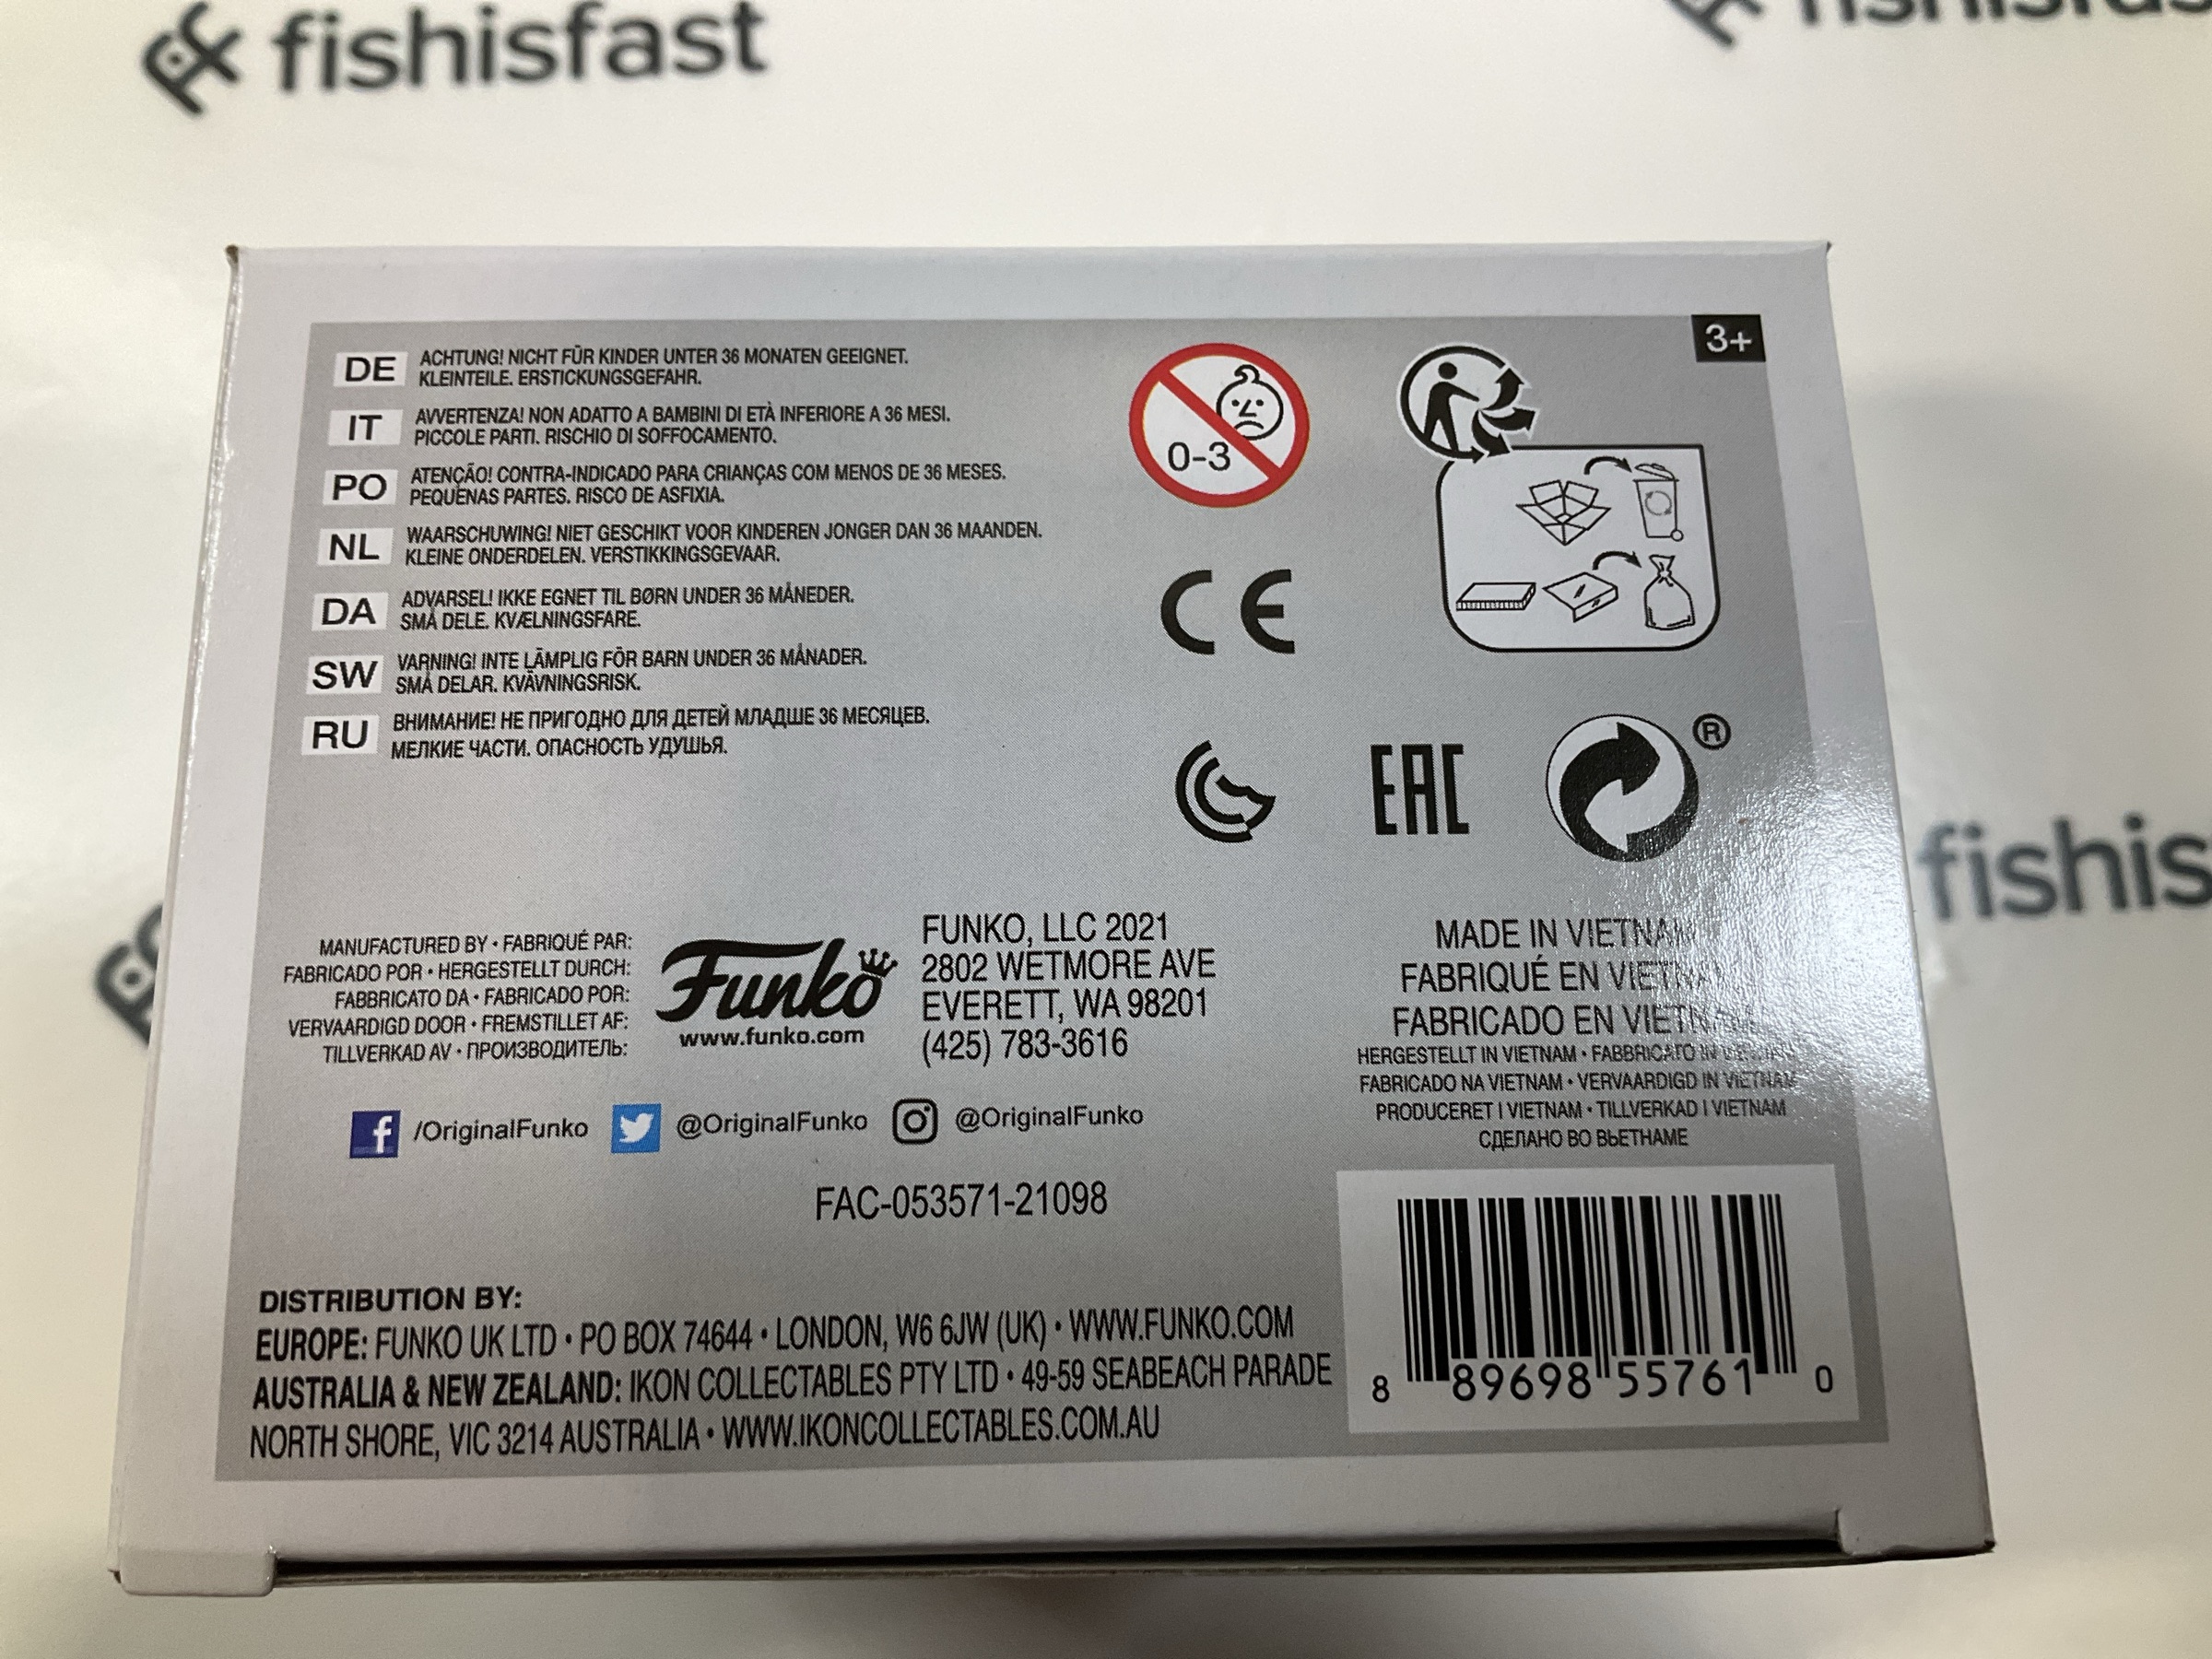 fishisfast
DE
ACHTUNG! NICHT FÜR KINDER UNTER 36 MONATEN GEEIGNET.
KLEINTEILE. ERSTICKUNGSGEFAHR.
IT
AVVERTENZA! NON ADATTO A BAMBINI DI ETÀ INFERIORE A 36 MESI.
PICCOLE PARTI. RISCHIO DI SOFFOCAMENTO.
PO
ATENÇÃO! CONTRA-INDICADO PARA CRIANÇAS COM MENOS DE 36 MESES.
PEQUENAS PARTES. RISCO DE ASFIXIA.
NL
WAARSCHUWING! NIET GESCHIKT VOOR KINDEREN JONGER DAN 36 MAANDEN.
KLEINE ONDERDELEN. VERSTIKKINGSGEVAAR.
DA
ADVARSEL! IKKE EGNET TIL BØRN UNDER 36 MÅNEDER.
SMÅ DELE. KVÆLNINGSFARE.
SW
VARNING! INTE LÄMPLIG FÖR BARN UNDER 36 MÅNADER.
SMÅ DELAR. KVÄVNINGSRISK.
RU
ВНИМАНИЕ! НЕ ПРИГОДНО ДЛЯ ДЕТЕЙ МЛАДШЕ 36 МЕСЯЦЕВ.
МЕЛКИЕ ЧАСТИ. ОПАСНОСТЬ УДУШЬЯ.
0-3
3+
CE
EAC
®
MANUFACTURED BY • FABRIQUÉ PAR:
FABRICADO POR • HERGESTELLT DURCH:
FABBRICATO DA • FABRICADO POR:
VERVAARDIGD DOOR • FREMSTILLET AF:
TILLVERKAD AV • ПРОИЗВОДИТЕЛЬ:
Funko
www.funko.com
FUNKO, LLC 2021
2802 WETMORE AVE
EVERETT, WA 98201
(425) 783-3616
MADE IN VIETNAM
FABRIQUÉ EN VIETNAM
FABRICADO EN VIETNAM
HERGESTELLT IN VIETNAM • FABBRICATO IN VIETNAM
FABRICADO NA VIETNAM • VERVAARDIGD IN VIETNAM
PRODUCERET I VIETNAM • TILLVERKAD I VIETNAM
СДЕЛАНО ВО ВЬЕТНАМЕ
/OriginalFunko @OriginalFunko @OriginalFunko
FAC-053571-21098
DISTRIBUTION BY:
EUROPE: FUNKO UK LTD • PO BOX 74644 • LONDON, W6 6JW (UK) • WWW.FUNKO.COM
AUSTRALIA & NEW ZEALAND: IKON COLLECTABLES PTY LTD • 49-59 SEABEACH PARADE
NORTH SHORE, VIC 3214 AUSTRALIA • WWW.IKONCOLLECTABLES.COM.AU
8 89698 55761 0